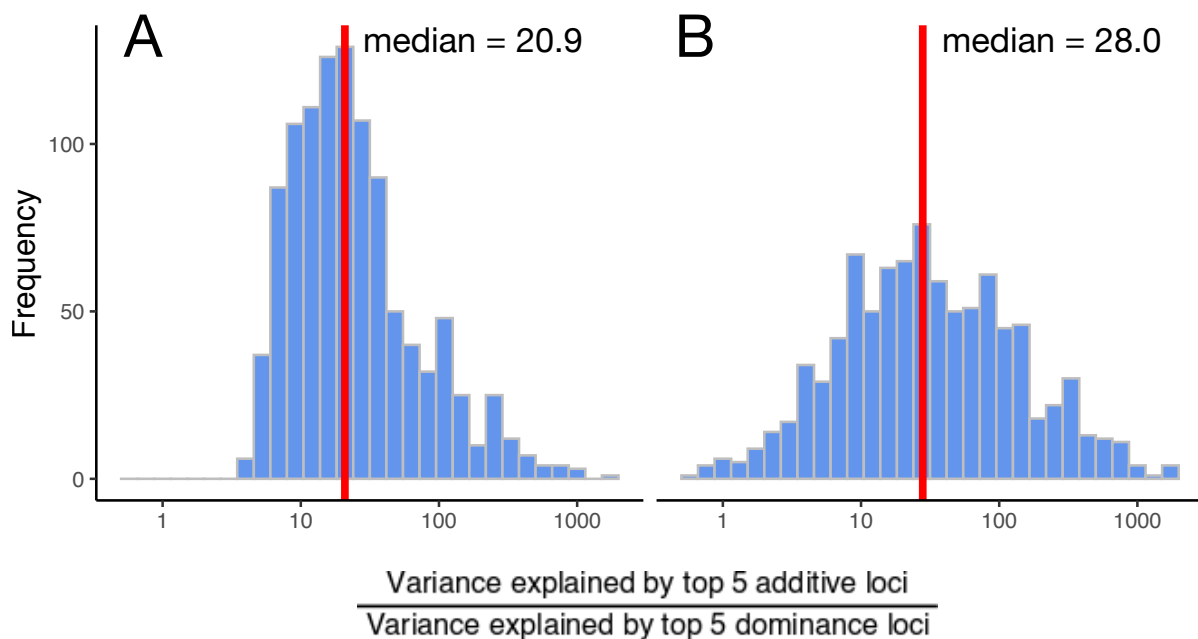 A median = 20.9 B median = 28.0
Frequency
100
50
0
1 10 100 1000 1 10 100 1000
Variance explained by top 5 additive loci
Variance explained by top 5 dominance loci